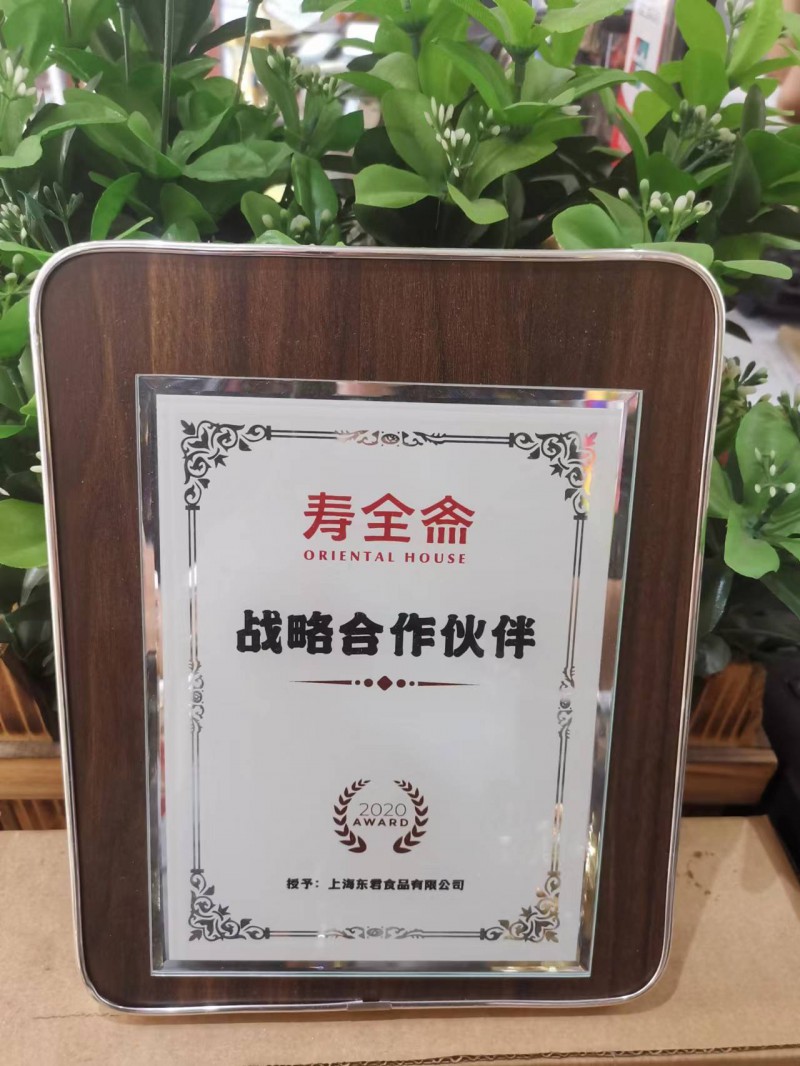 寿全斋
ORIENTAL HOUSE
战略合作伙伴
2020
AWARD
授予：上海东君食品有限公司